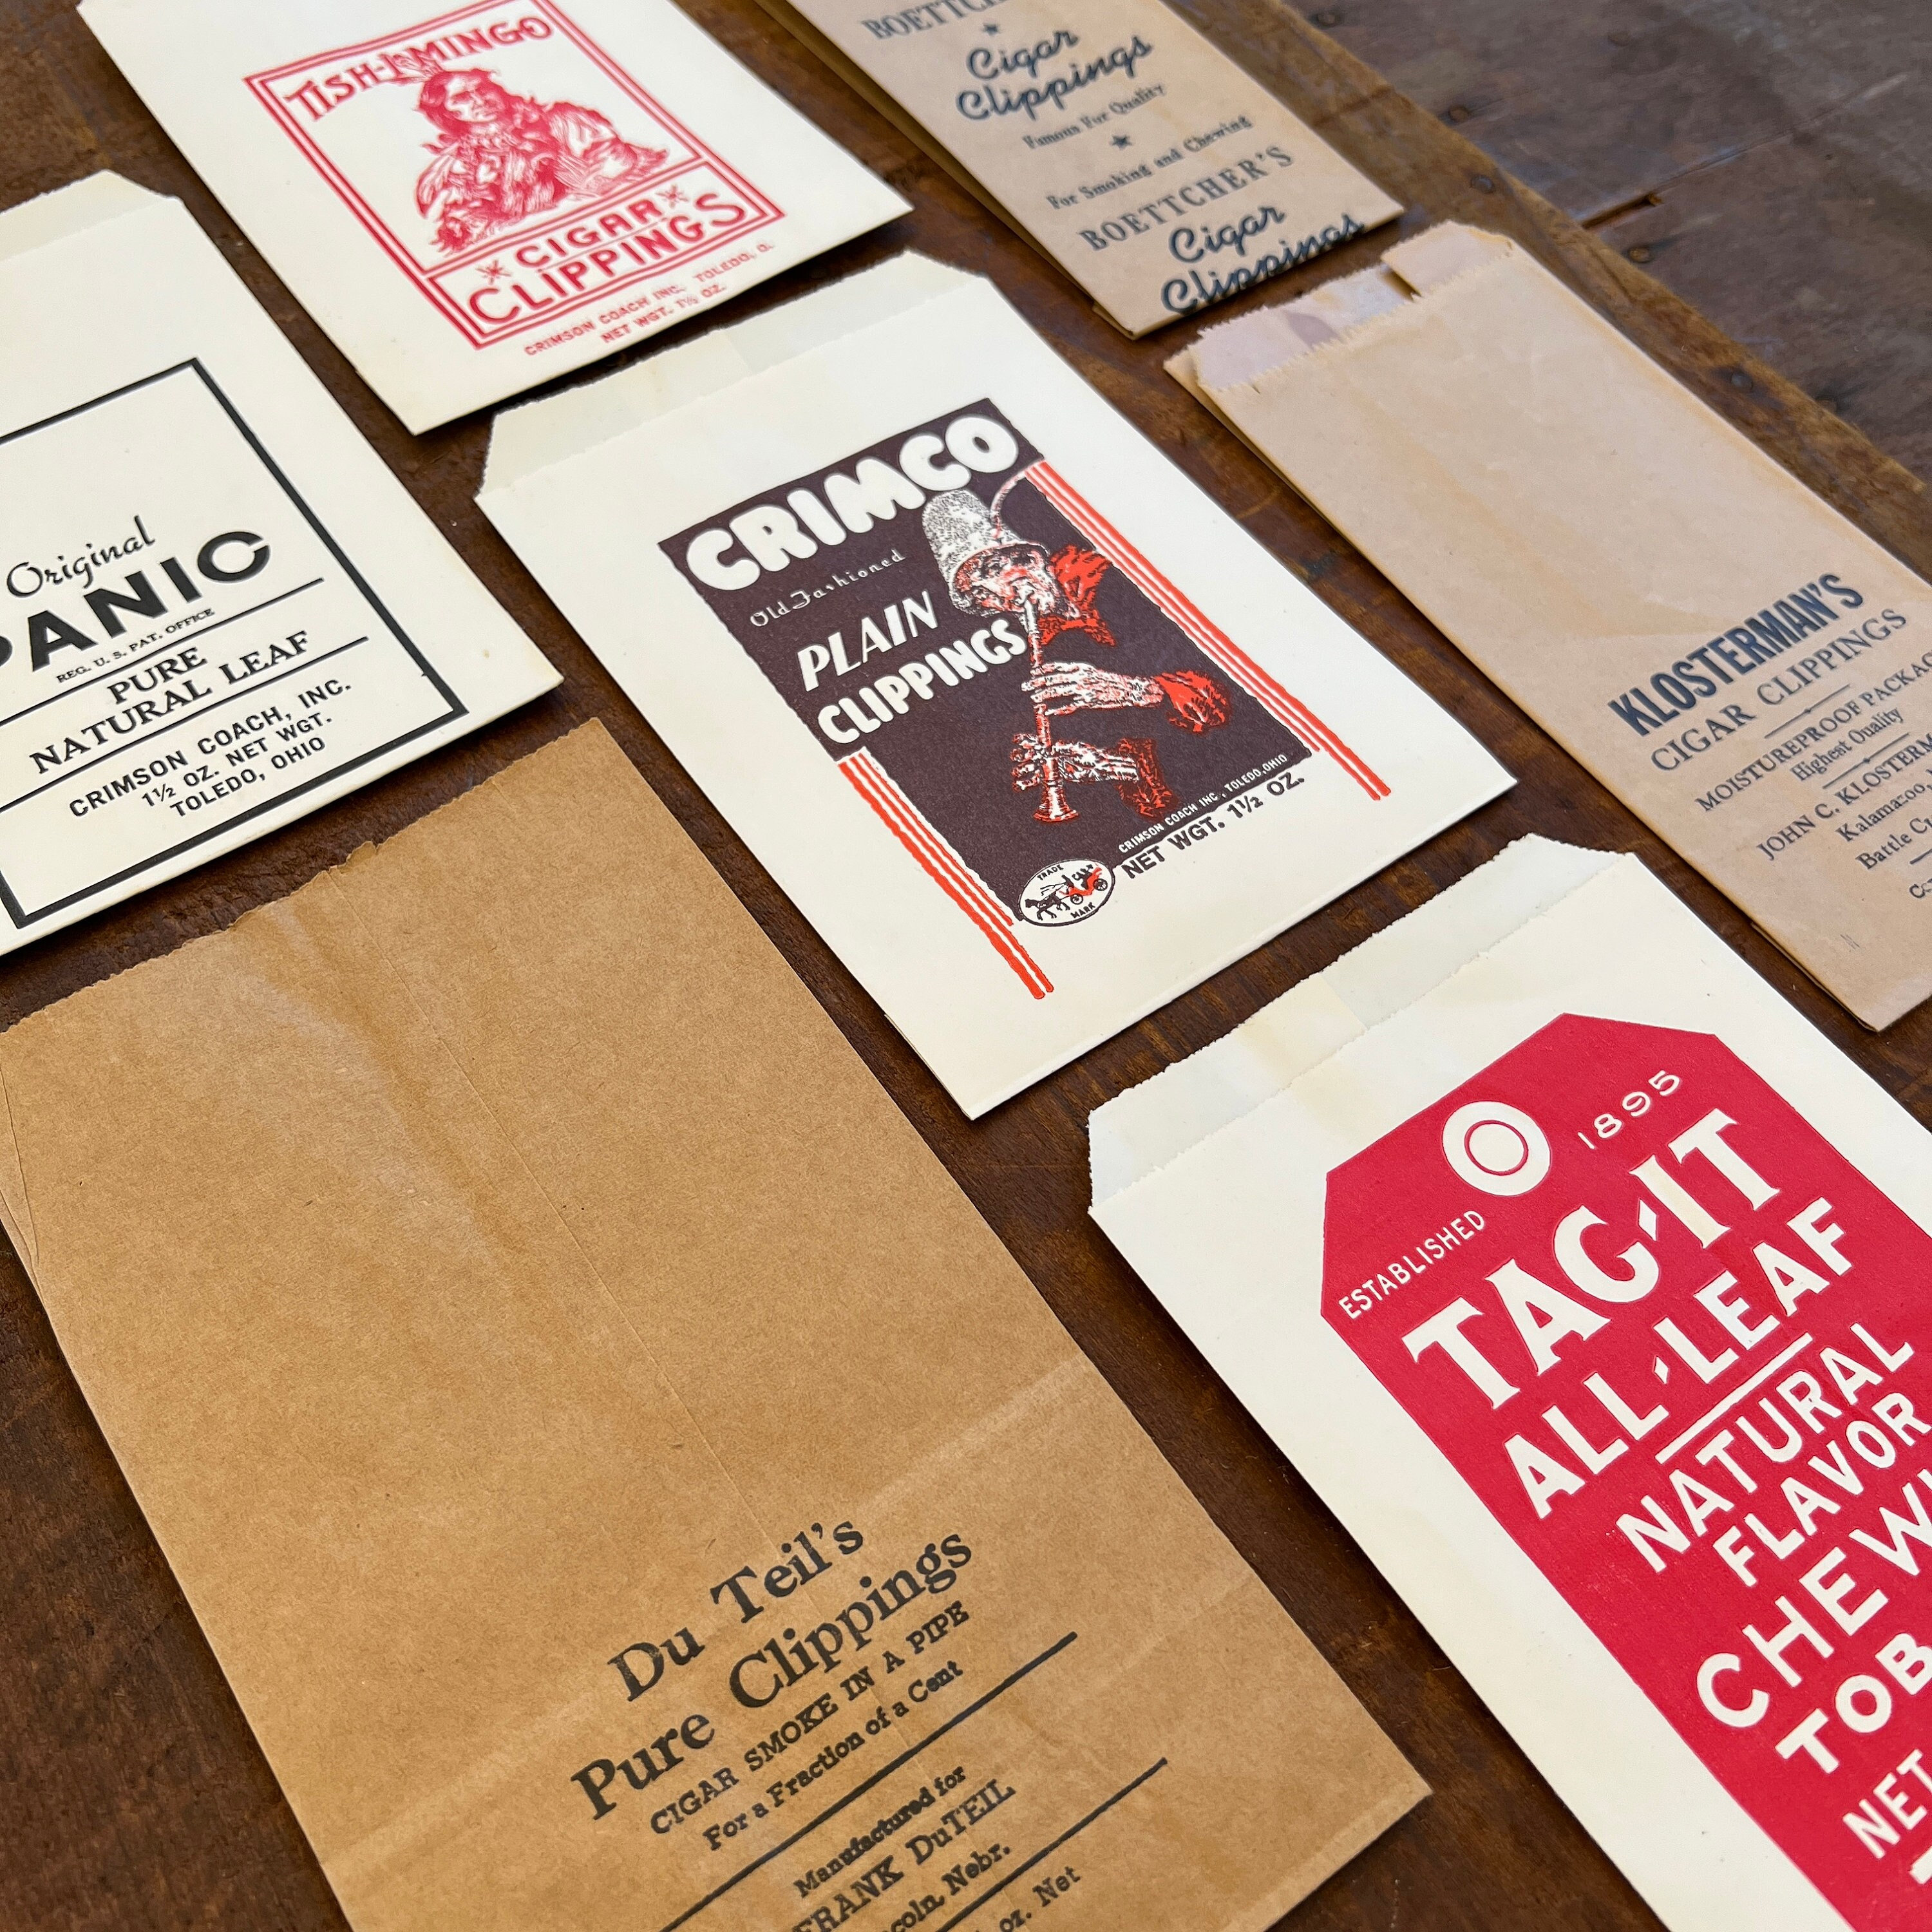 TISHOMINGO
CIGAR
CLIPPINGS
CRIMSON COACH INC. TOLEDO, O.
NET WGT. 1½ OZ.
BOETTCHER'S
Cigar
Clippings
Famous For Quality
For Smoking and Chewing
BOETTCHER'S
Cigar
Clippings
Original
PANIC
REG. U. S. PAT. OFFICE
PURE
NATURAL LEAF
CRIMSON COACH, INC.
1½ OZ. NET WGT.
TOLEDO, OHIO
CRIMCO
Old Fashioned
PLAIN
CLIPPINGS
CRIMSON COACH INC., TOLEDO, OHIO
NET WGT. 1½ OZ.
TRADE
MARK
KLOSTERMAN'S
CIGAR CLIPPINGS
MOISTUREPROOF PACKAG
Highest Quality
JOHN C. KLOSTERM
Kalamazoo,
Battle C
Du Teil's
Pure Clippings
CIGAR SMOKE IN A PIPE
For a Fraction of a Cent
Manufactured for
FRANK DuTEIL
coln, Nebr.
oz. Net
ESTABLISHED 1895
TAG-IT
ALL-LEAF
NATURAL
FLAVOR
CHEW
TOB
NET